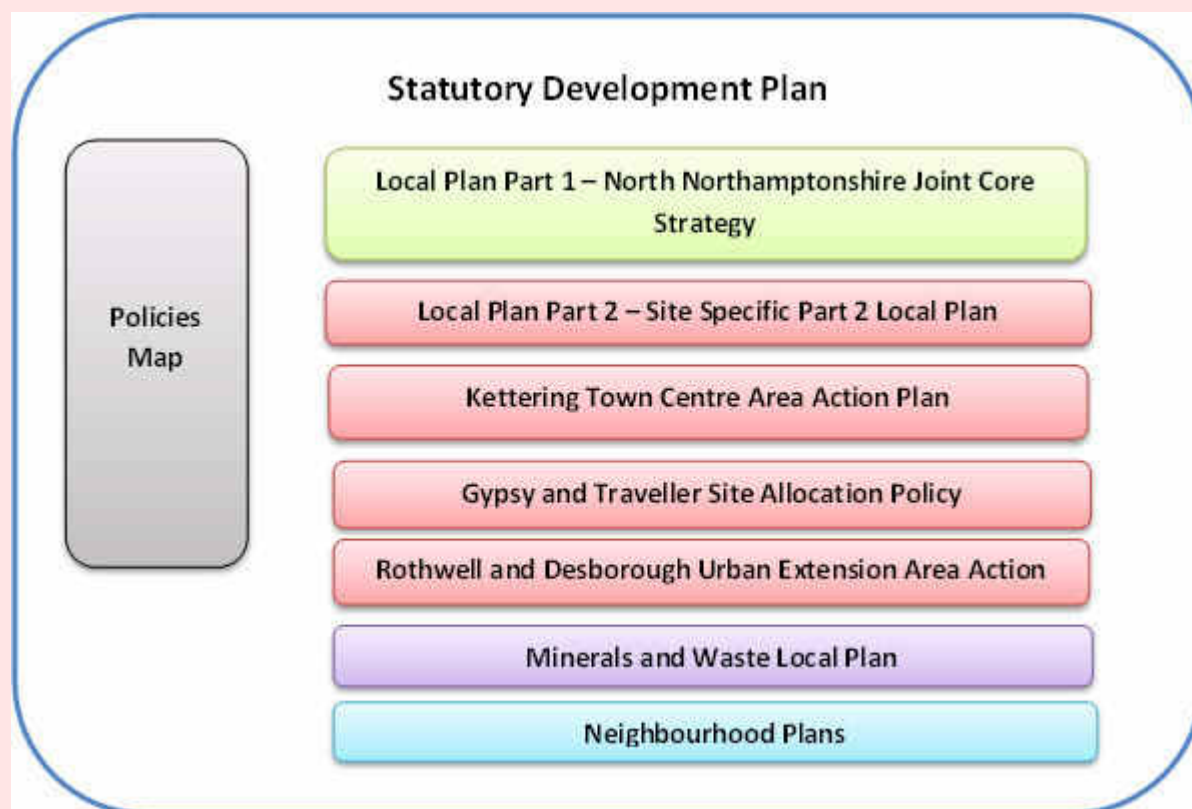 Statutory Development Plan
Policies
Map
Local Plan Part 1 – North Northamptonshire Joint Core
Strategy
Local Plan Part 2 – Site Specific Part 2 Local Plan
Kettering Town Centre Area Action Plan
Gypsy and Traveller Site Allocation Policy
Rothwell and Desborough Urban Extension Area Action
Minerals and Waste Local Plan
Neighbourhood Plans